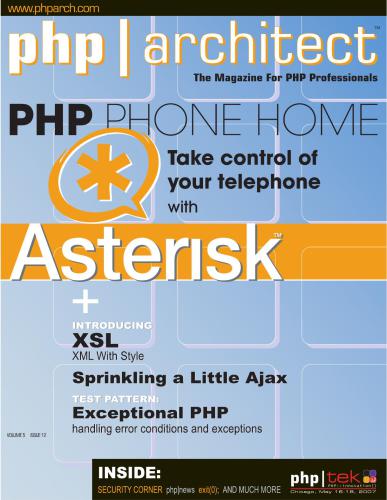 www.phparch.com
php|architect™
The Magazine For PHP Professionals
PHP PHONE HOME
Take control of
your telephone
with
Asterisk™
+
INTRODUCING
XSL
XML With Style
Sprinkling a Little Ajax
TEST PATTERN:
Exceptional PHP
handling error conditions and exceptions
VOLUME 5 ISSUE 12
INSIDE:
SECURITY CORNER php|news exit(0); AND MUCH MORE
php|tek
Chicago, May 16-18, 2007